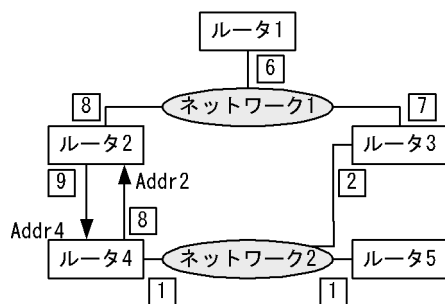 ルータ1
6
ネットワーク1
8
7
ルータ2
ルータ3
9
Addr2
2
Addr4
8
ルータ4
ネットワーク2
ルータ5
1
1